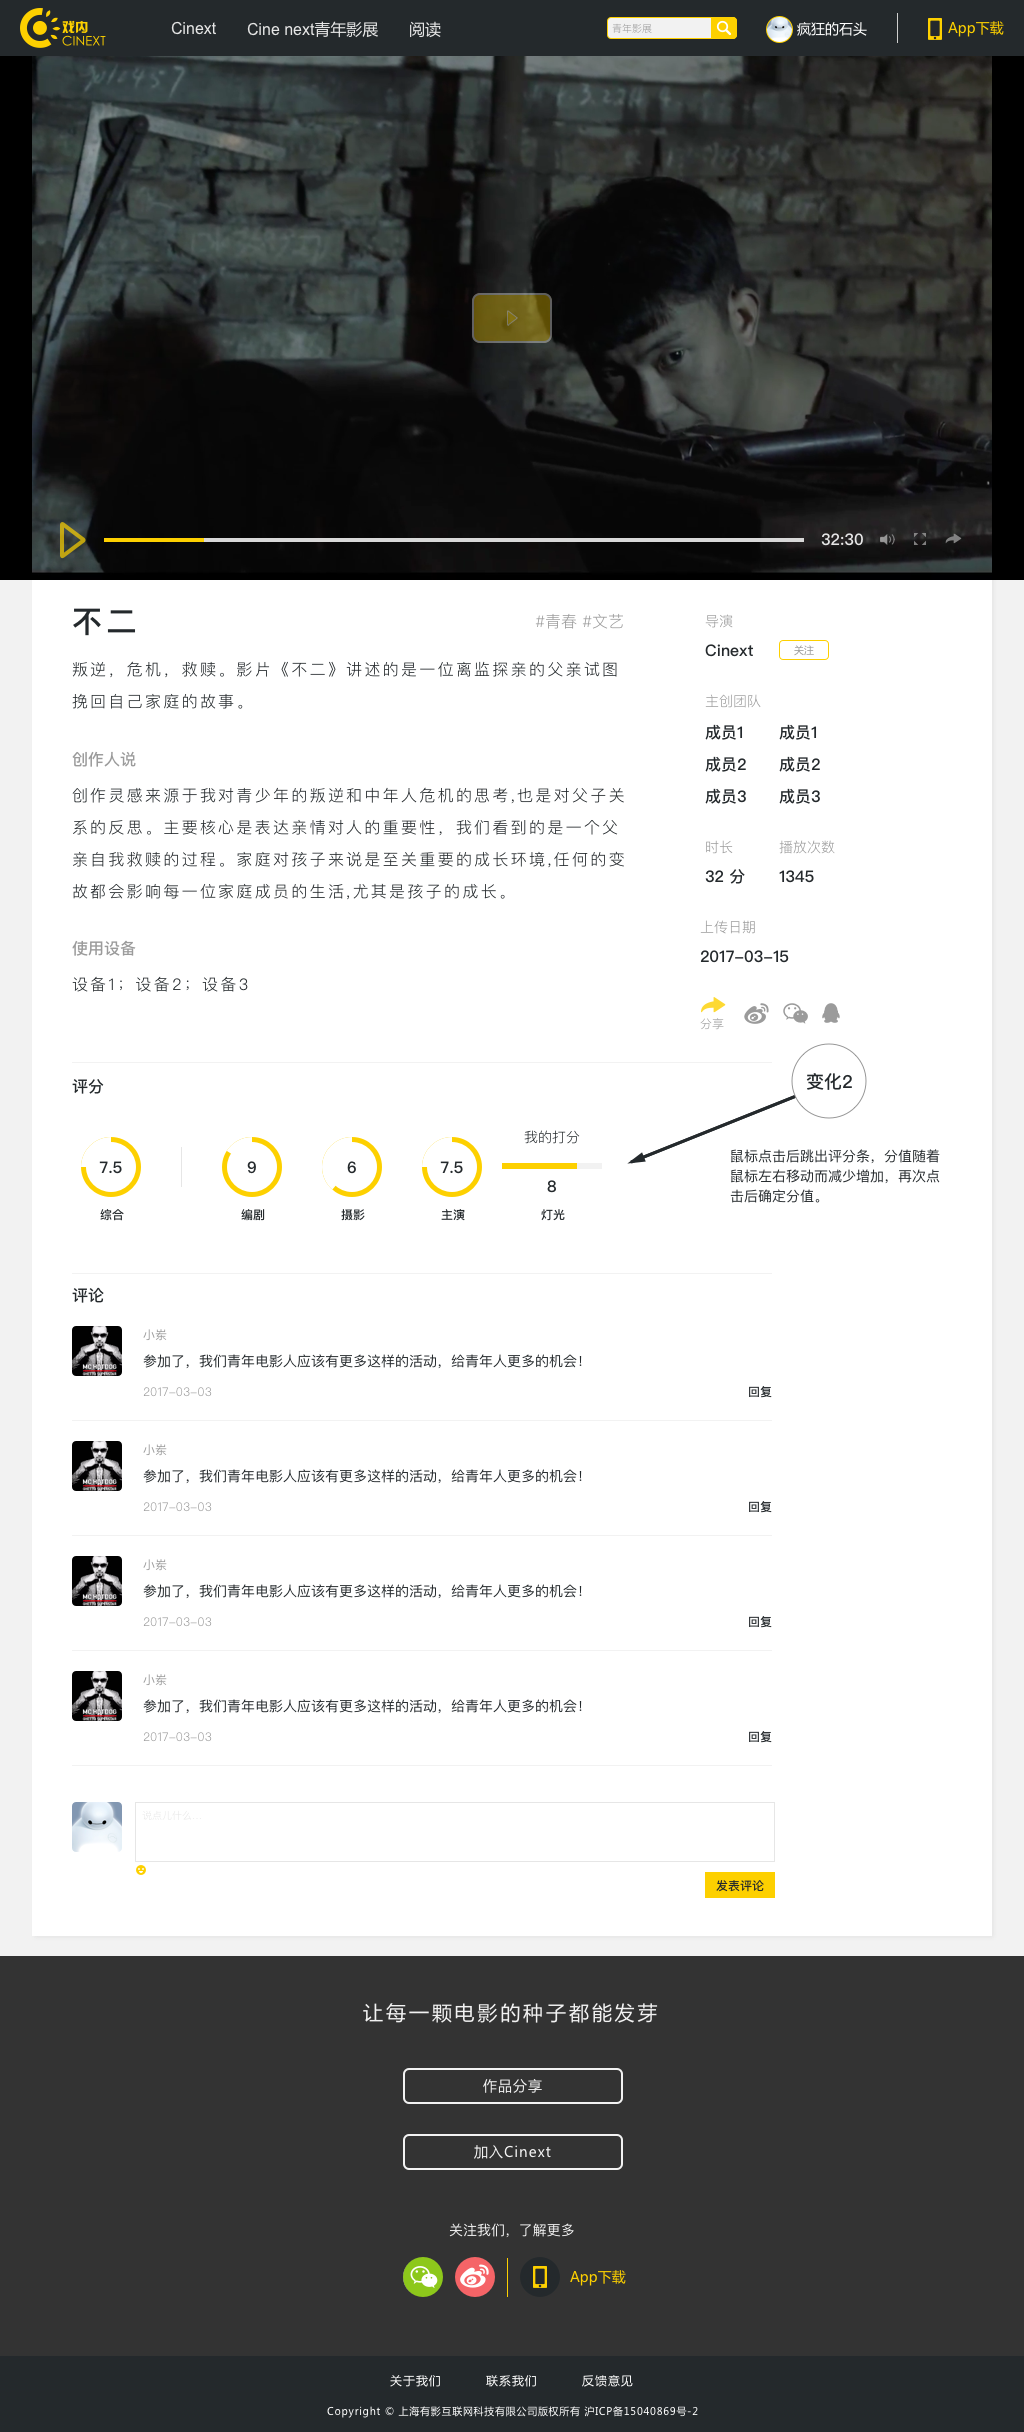 戏内
CINEXT
Cinext
Cine next青年影展
阅读
青年影展
疯狂的石头
App下载
32:30
不二
#青春 #文艺
叛逆，危机，救赎。影片《不二》讲述的是一位离监探亲的父亲试图
挽回自己家庭的故事。
创作人说
创作灵感来源于我对青少年的叛逆和中年人危机的思考,也是对父子关
系的反思。主要核心是表达亲情对人的重要性，我们看到的是一个父
亲自我救赎的过程。家庭对孩子来说是至关重要的成长环境,任何的变
故都会影响每一位家庭成员的生活,尤其是孩子的成长。
使用设备
设备1；设备2；设备3
导演
Cinext
关注
主创团队
成员1 成员1
成员2 成员2
成员3 成员3
时长 播放次数
32 分 1345
上传日期
2017-03-15
分享
评分
变化2
鼠标点击后跳出评分条，分值随着
鼠标左右移动而减少增加，再次点
击后确定分值。
我的打分
7.5 9 6 7.5 8
综合 编剧 摄影 主演 灯光
评论
MC HOTDOG
小炭
参加了，我们青年电影人应该有更多这样的活动，给青年人更多的机会！
2017-03-03
回复
MC HOTDOG
小炭
参加了，我们青年电影人应该有更多这样的活动，给青年人更多的机会！
2017-03-03
回复
MC HOTDOG
小炭
参加了，我们青年电影人应该有更多这样的活动，给青年人更多的机会！
2017-03-03
回复
MC HOTDOG
小炭
参加了，我们青年电影人应该有更多这样的活动，给青年人更多的机会！
2017-03-03
回复
说点儿什么...
发表评论
让每一颗电影的种子都能发芽
作品分享
加入Cinext
关注我们，了解更多
App下载
关于我们 联系我们 反馈意见
Copyright © 上海有影互联网科技有限公司版权所有 沪ICP备15040869号-2